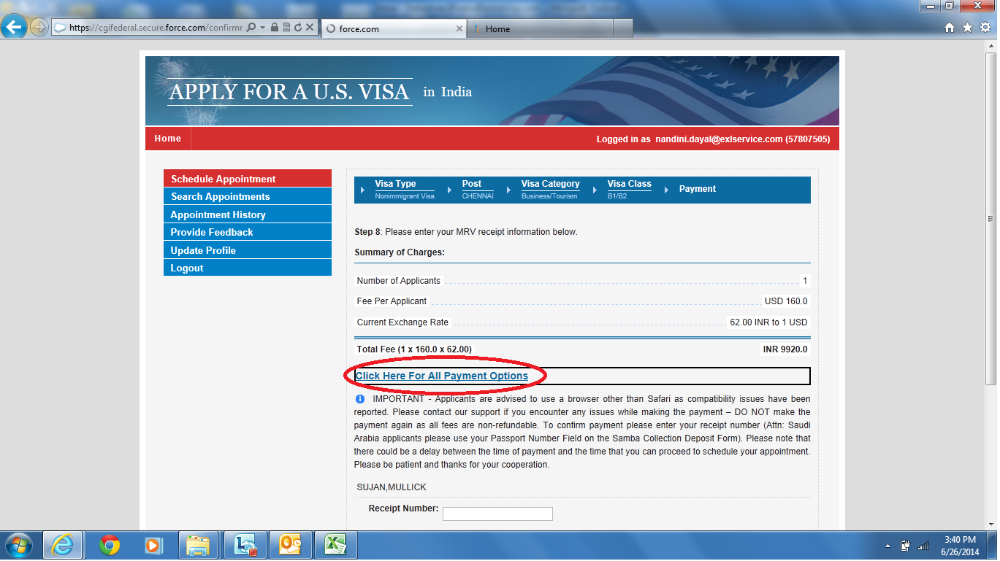 https://cgifederal.secure.force.com/confirmr
force.com
Home
APPLY FOR A U.S. VISA in India
Home
Logged in as nandini.dayal@exlservice.com (57807505)
Schedule Appointment
Search Appointments
Appointment History
Provide Feedback
Update Profile
Logout
Visa Type Post Visa Category Visa Class Payment
Nonimmigrant Visa CHENNAI Business/Tourism B1/B2
Step 8: Please enter your MRV receipt information below.
Summary of Charges:
Number of Applicants 1
Fee Per Applicant USD 160.0
Current Exchange Rate 62.00 INR to 1 USD
Total Fee (1 x 160.0 x 62.00) INR 9920.0
Click Here For All Payment Options
IMPORTANT - Applicants are advised to use a browser other than Safari as compatibility issues have been
reported. Please contact our support if you encounter any issues while making the payment – DO NOT make the
payment again as all fees are non-refundable. To confirm payment please enter your receipt number (Attn: Saudi
Arabia applicants please use your Passport Number Field on the Samba Collection Deposit Form). Please note that
there could be a delay between the time of payment and the time that you can proceed to schedule your appointment.
Please be patient and thanks for your cooperation.
SUJAN,MULLICK
Receipt Number:
3:40 PM
6/26/2014